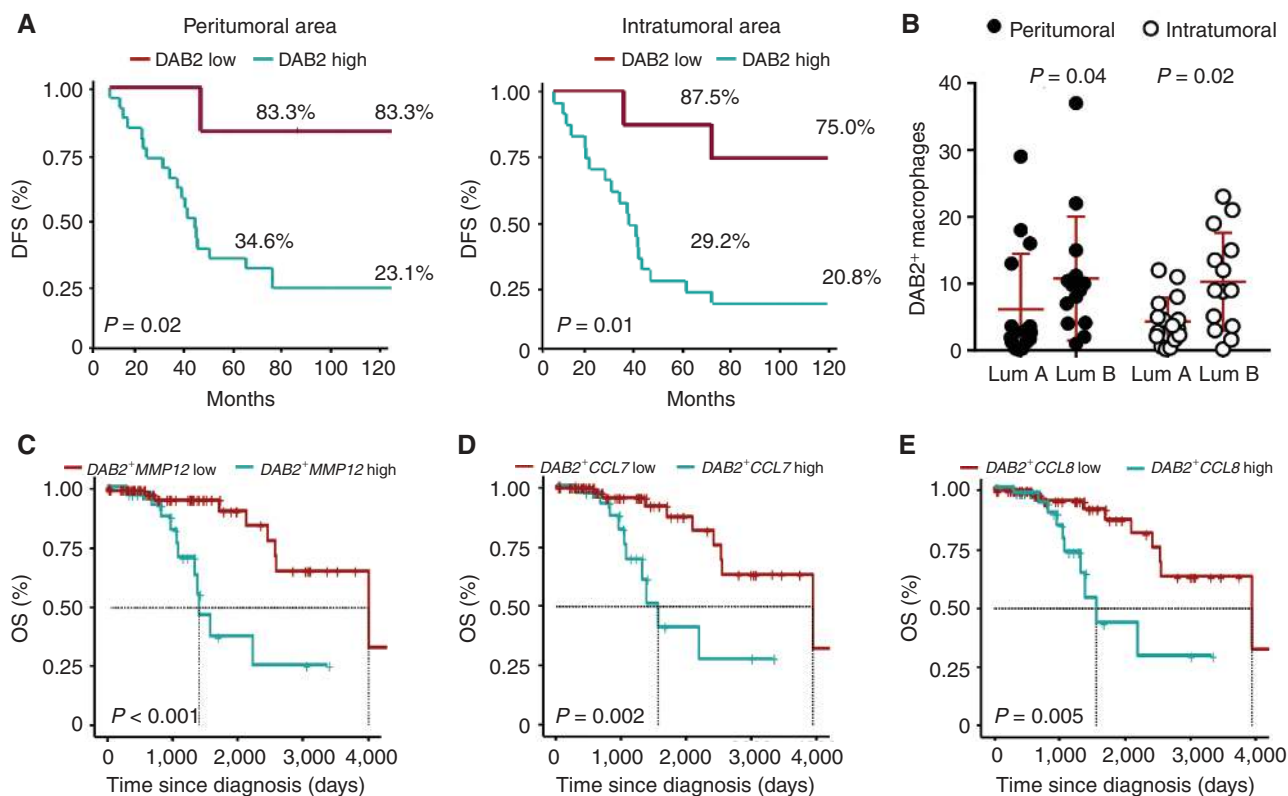 A
Peritumoral area
DAB2 low DAB2 high
1.00
0.75
0.50
0.25
0
DFS (%)
83.3% 83.3%
34.6%
23.1%
P = 0.02
0 20 40 60 80 100 120
Months
Intratumoral area
DAB2 low DAB2 high
1.00
0.75
0.50
0.25
0
DFS (%)
87.5%
75.0%
29.2%
20.8%
P = 0.01
0 20 40 60 80 100 120
Months
B
Peritumoral Intratumoral
P = 0.04 P = 0.02
40
30
20
10
0
DAB2+ macrophages
Lum A Lum B Lum A Lum B
C
DAB2+MMP12 low DAB2+MMP12 high
1.00
0.75
0.50
0.25
0
OS (%)
P < 0.001
0 1,000 2,000 3,000 4,000
Time since diagnosis (days)
D
DAB2+CCL7 low DAB2+CCL7 high
1.00
0.75
0.50
0.25
0
OS (%)
P = 0.002
0 1,000 2,000 3,000 4,000
Time since diagnosis (days)
E
DAB2+CCL8 low DAB2+CCL8 high
1.00
0.75
0.50
0.25
0
OS (%)
P = 0.005
0 1,000 2,000 3,000 4,000
Time since diagnosis (days)